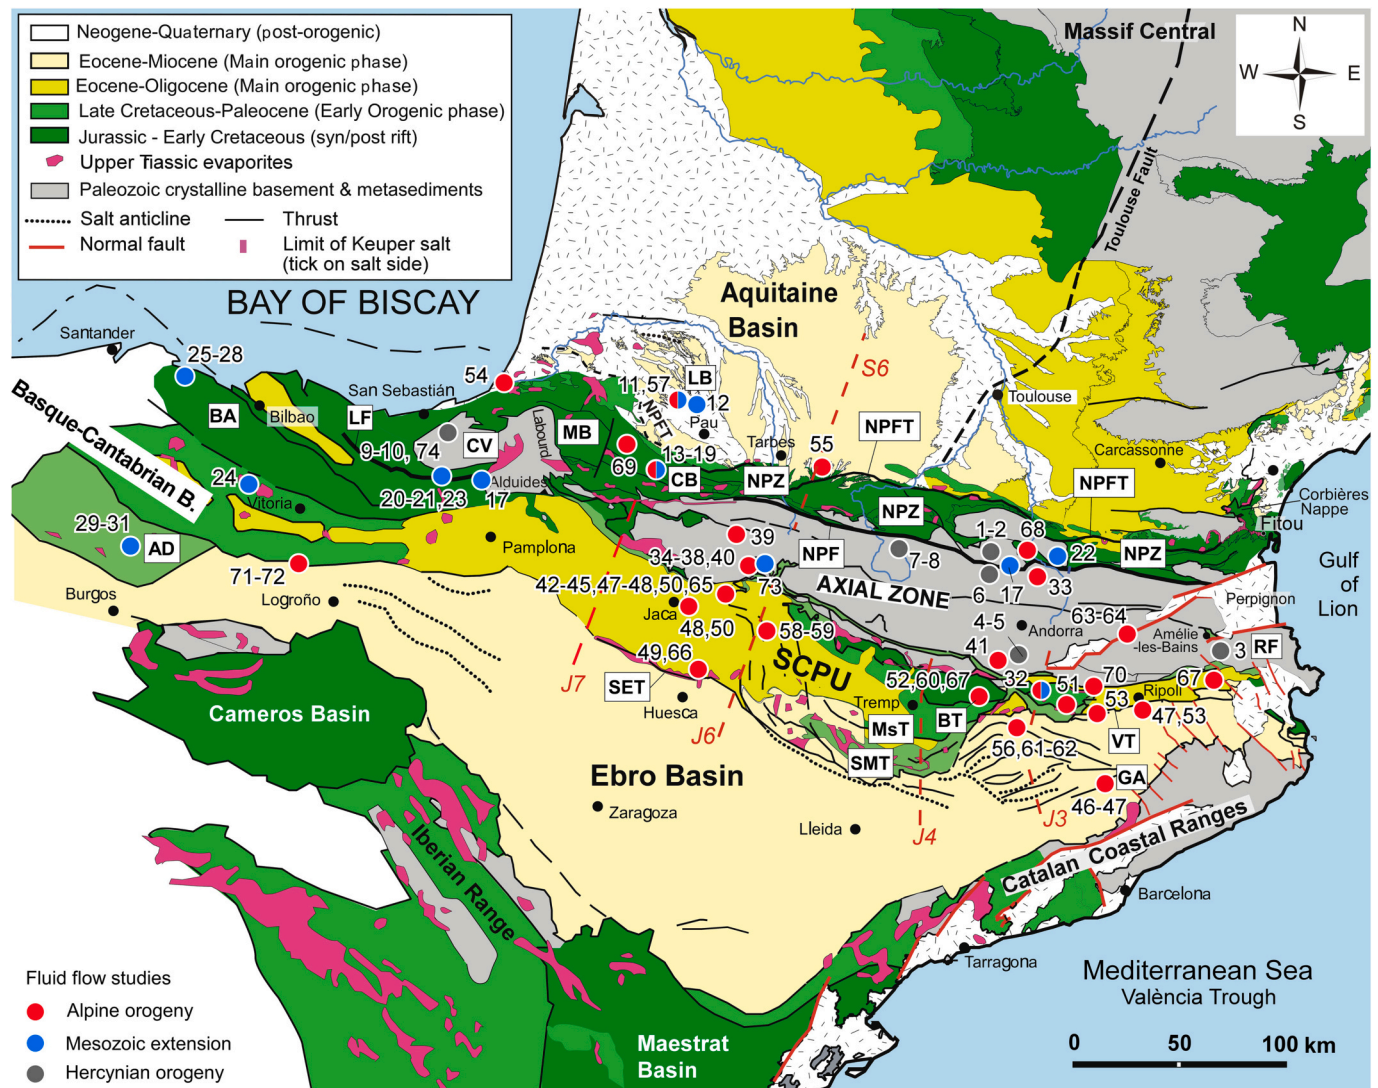 Neogene-Quaternary (post-orogenic)
Eocene-Miocene (Main orogenic phase)
Eocene-Oligocene (Main orogenic phase)
Late Cretaceous-Paleocene (Early Orogenic phase)
Jurassic - Early Cretaceous (syn/post rift)
Upper Tiassic evaporites
Paleozoic crystalline basement & metasediments
Salt anticline
Thrust
Normal fault
Limit of Keuper salt
(tick on salt side)
Massif Central
N
W
E
S
Toulouse Fault
BAY OF BISCAY
Aquitaine
Basin
Santander
25-28
San Sebastián
54
11,57
LB
12
S6
Toulouse
BA
Bilbao
LF
NPFT
Pau
NPFT
Basque-Cantabrian B.
9-10, 74
CV
Labourd
MB
13-19
Tarbes
55
Carcassonne
69
CB
NPZ
NPFT
24
Vitoria
20-21,23
17
Alduides
NPZ
Corbières
Nappe
Fitou
29-31
AD
Pamplona
39
NPF
7-8
1-2
68
22
NPZ
34-38,40
73
AXIAL ZONE
6
17
33
Gulf
of
Lion
71-72
42-45,47-48,50,65
Burgos
Logroño
Jaca
48,50
58-59
4-5
Andorra
63-64
Perpignon
Amélie
-les-Bains
3
RF
49,66
SCPU
41
J7
SET
52,60,67
32
51
70
67
Huesca
Tremp
Ripoli
53
47,53
Cameros Basin
J6
MsT
BT
56,61-62
VT
SMT
GA
Ebro Basin
46-47
Zaragoza
Lleida
J4
J3
Iberian Range
Catalan Coastal Ranges
Barcelona
Tarragona
Mediterranean Sea
València Trough
Fluid flow studies
Alpine orogeny
Mesozoic extension
Hercynian orogeny
Maestrat
Basin
0
50
100 km